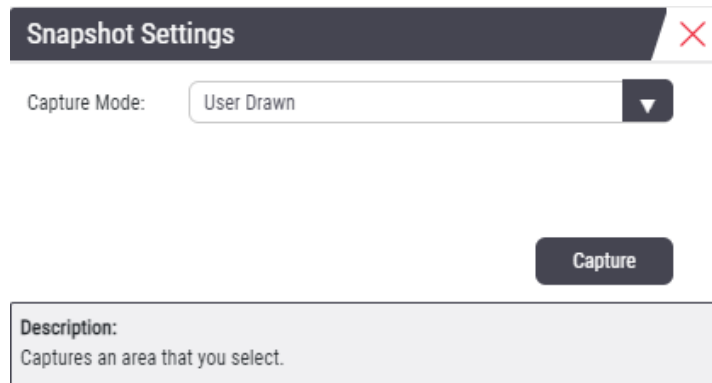 Snapshot Settings
Capture Mode: User Drawn
Capture
Description:
Captures an area that you select.